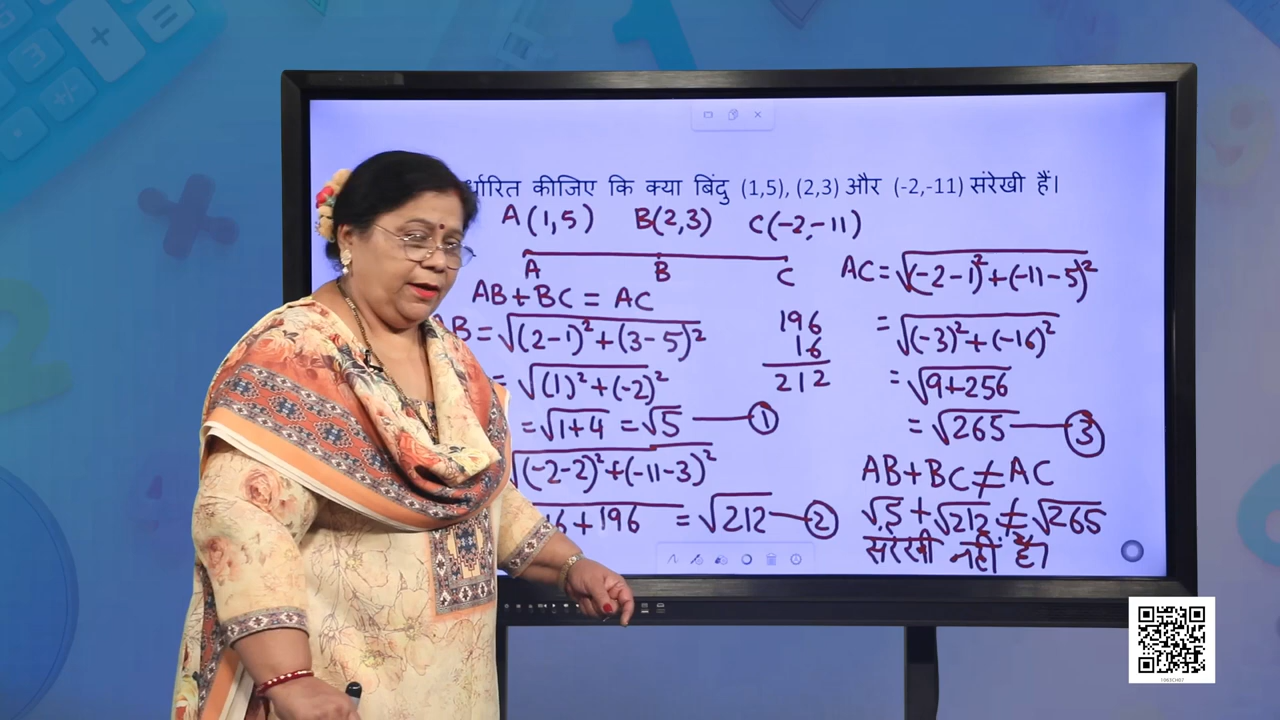 र्धारित कीजिए कि क्या बिंदु (1,5), (2,3) और (-2,-11) संरेखी हैं।
A(1,5) B(2,3) C(-2,-11)
A B C
AB+BC = AC
B = √(2-1)²+(3-5)²
= √(1)²+(-2)²
= √1+4 = √5 —①
√(-2-2)²+(-11-3)²
16+196 = √212 —②
196
16
212
AC = √(-2-1)²+(-11-5)²
= √(-3)²+(-16)²
= √9+256
= √265 —③
AB+BC ≠ AC
√5+√212 ≠ √265
संरेखी नहीं है।
1063CH07